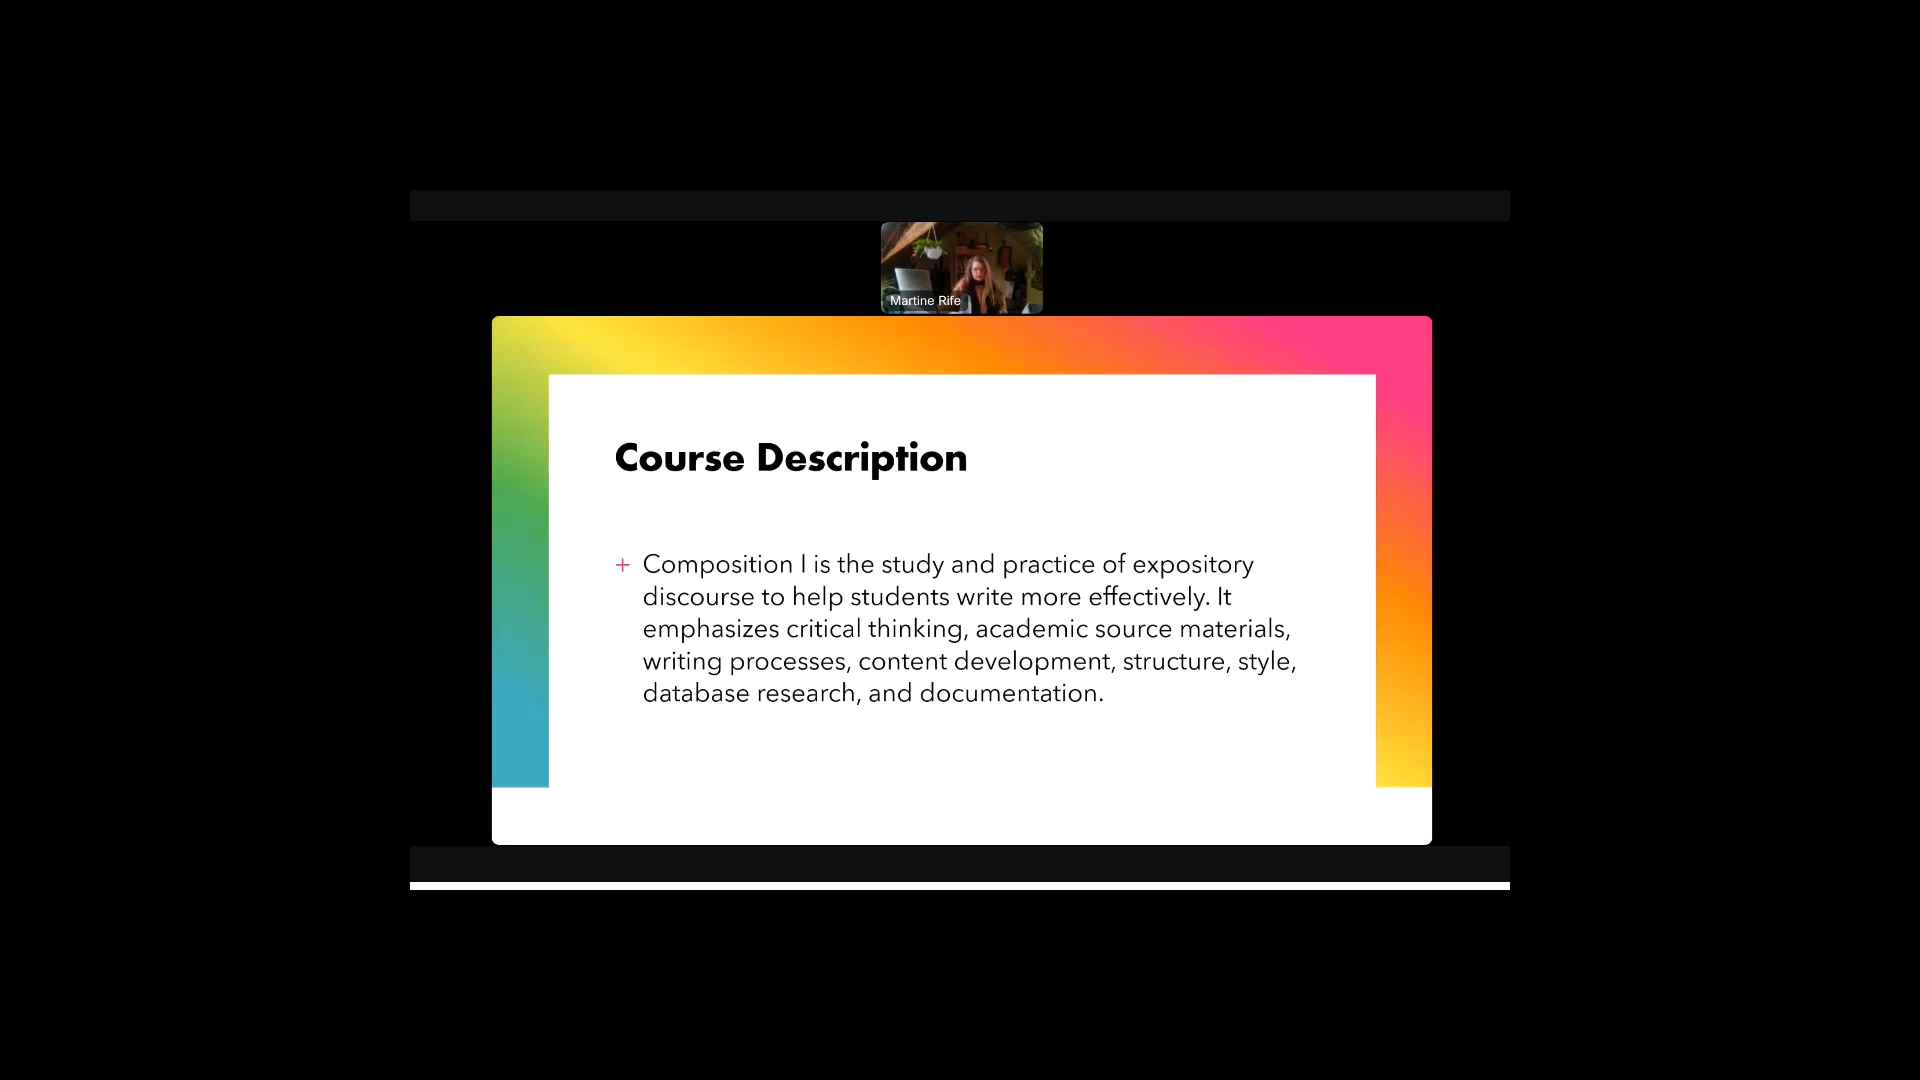 Martine Rife
Course Description
+ Composition I is the study and practice of expository
discourse to help students write more effectively. It
emphasizes critical thinking, academic source materials,
writing processes, content development, structure, style,
database research, and documentation.